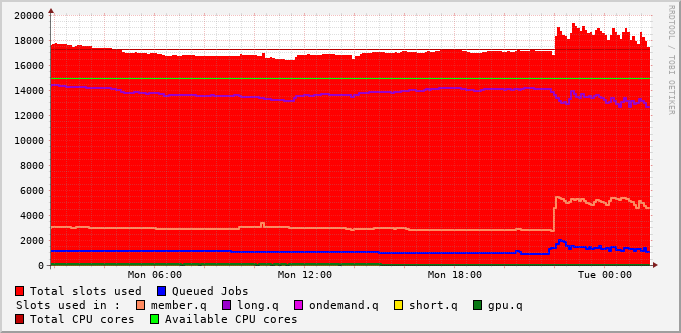 20000
18000
16000
14000
12000
10000
8000
6000
4000
2000
0
Mon 06:00 Mon 12:00 Mon 18:00 Tue 00:00
RRDTOOL / TOBI OETIKER
Total slots used Queued Jobs
Slots used in : member.q long.q ondemand.q short.q gpu.q
Total CPU cores Available CPU cores